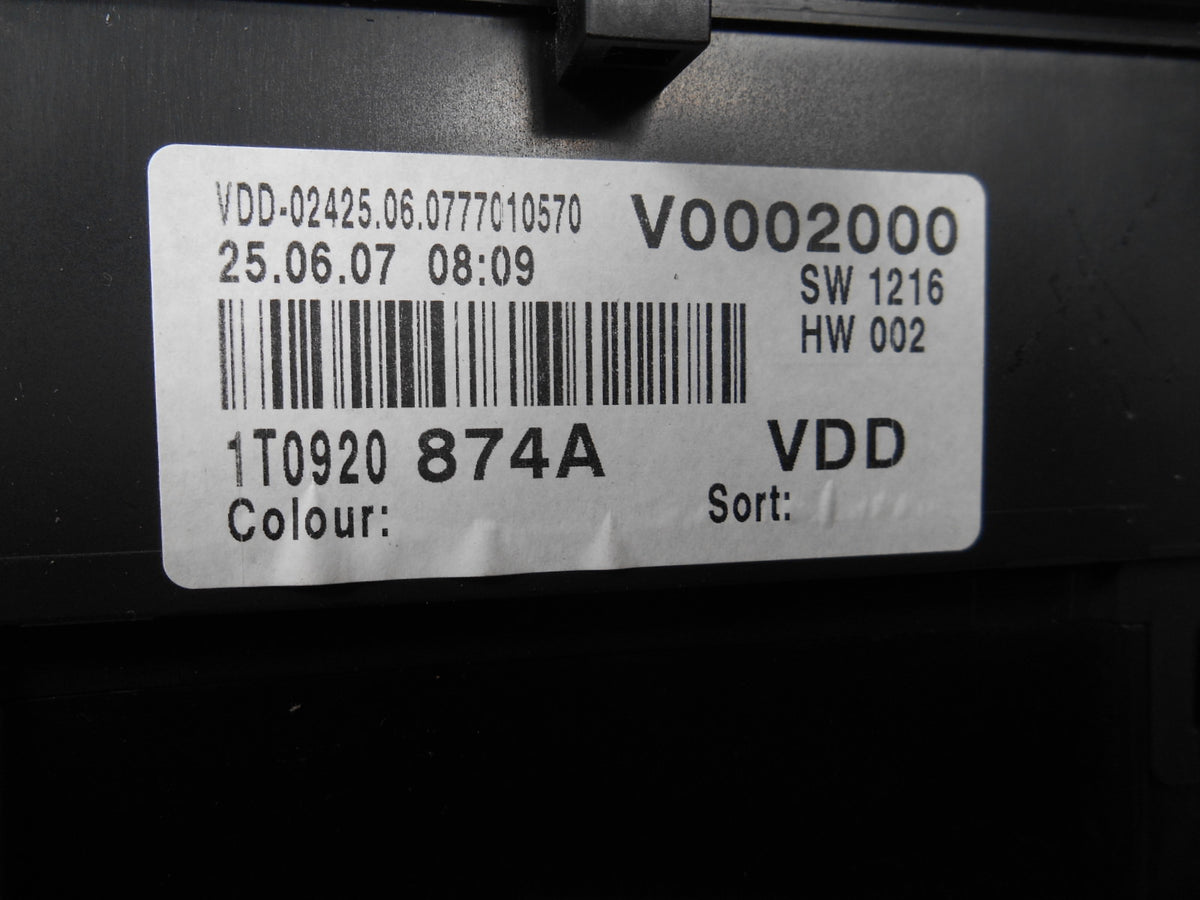 VDD-02425.06.0777010570
V0002000
25.06.07 08:09
SW 1216
HW 002
1T0920 874A
VDD
Colour:
Sort: